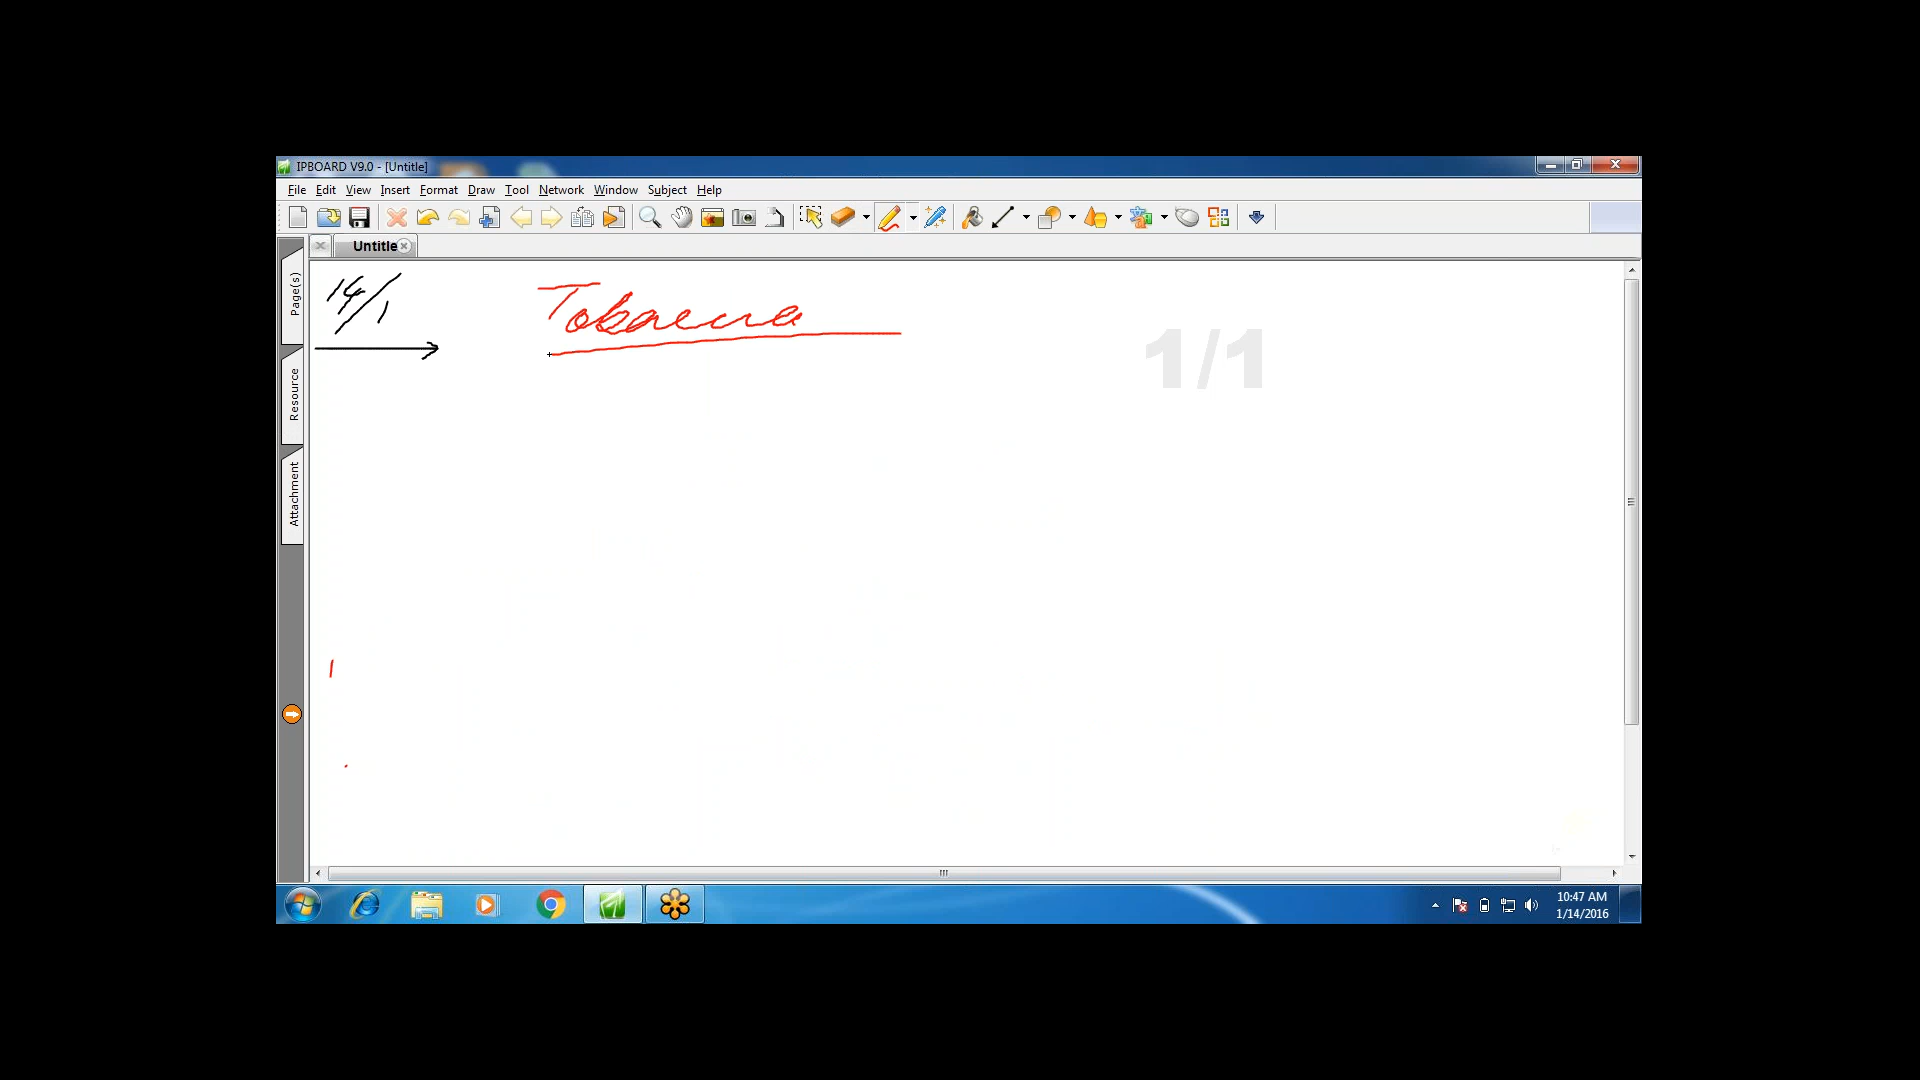 IPBOARD V9.0 - [Untitle]
File Edit View Insert Format Draw Tool Network Window Subject Help
Untitle
Page(s)
Resource
Attachment
14/1
1/1
10:47 AM
1/14/2016